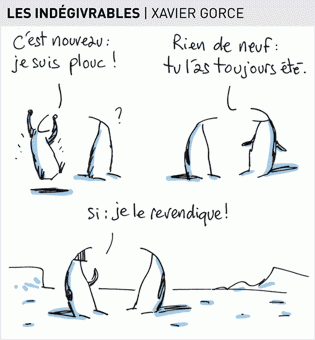 LES INDÉGIVRABLES | XAVIER GORCE
C'est nouveau:
je suis plouc !
?
Rien de neuf:
tu l'as toujours été.
si: je le revendique!